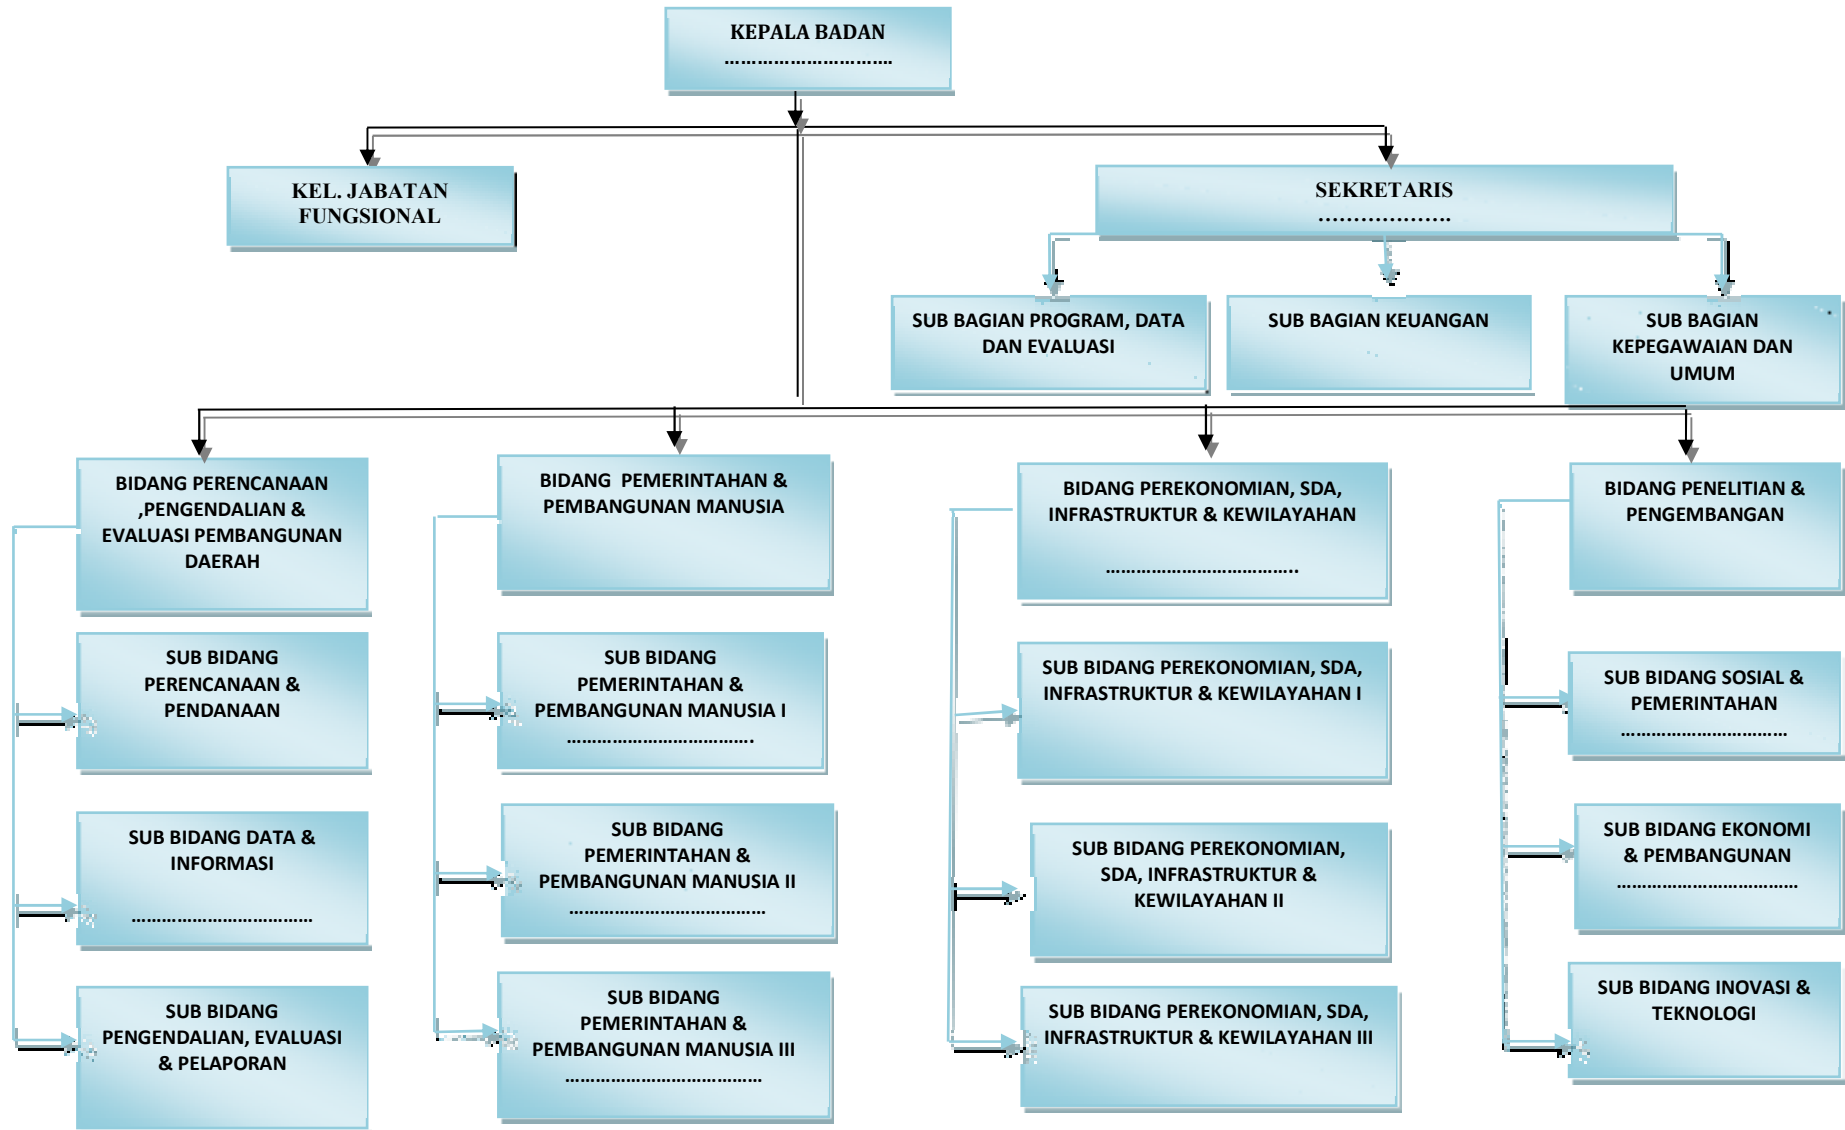 KEPALA BADAN
................................
KEL. JABATAN
FUNGSIONAL
SEKRETARIS
....................
SUB BAGIAN PROGRAM, DATA
DAN EVALUASI
SUB BAGIAN KEUANGAN
SUB BAGIAN
KEPEGAWAIAN DAN
UMUM
BIDANG PERENCANAAN
,PENGENDALIAN &
EVALUASI PEMBANGUNAN
DAERAH
BIDANG  PEMERINTAHAN &
PEMBANGUNAN MANUSIA
BIDANG PEREKONOMIAN, SDA,
INFRASTRUKTUR & KEWILAYAHAN
......................................
BIDANG PENELITIAN &
PENGEMBANGAN
SUB BIDANG
PERENCANAAN &
PENDANAAN
SUB BIDANG
PEMERINTAHAN &
PEMBANGUNAN MANUSIA I
.....................................
SUB BIDANG PEREKONOMIAN, SDA,
INFRASTRUKTUR & KEWILAYAHAN I
SUB BIDANG SOSIAL &
PEMERINTAHAN
.................................
SUB BIDANG DATA &
INFORMASI
....................................
SUB BIDANG
PEMERINTAHAN &
PEMBANGUNAN MANUSIA II
.......................................
SUB BIDANG PEREKONOMIAN,
SDA, INFRASTRUKTUR &
KEWILAYAHAN II
SUB BIDANG EKONOMI
& PEMBANGUNAN
....................................
SUB BIDANG
PENGENDALIAN, EVALUASI
& PELAPORAN
SUB BIDANG
PEMERINTAHAN &
PEMBANGUNAN MANUSIA III
.......................................
SUB BIDANG PEREKONOMIAN, SDA,
INFRASTRUKTUR & KEWILAYAHAN III
SUB BIDANG INOVASI &
TEKNOLOGI